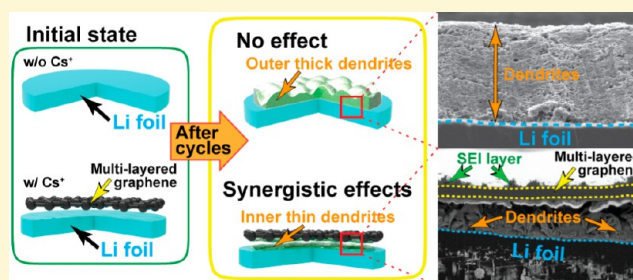 Initial state
w/o Cs⁺
Li foil
w/ Cs⁺
Multi-layered
graphene
Li foil
After
cycles
No effect
Outer thick dendrites
Synergistic effects
Inner thin dendrites
Dendrites
Li foil
SEI layer
Multi-layered
graphene
Dendrites
Li foil